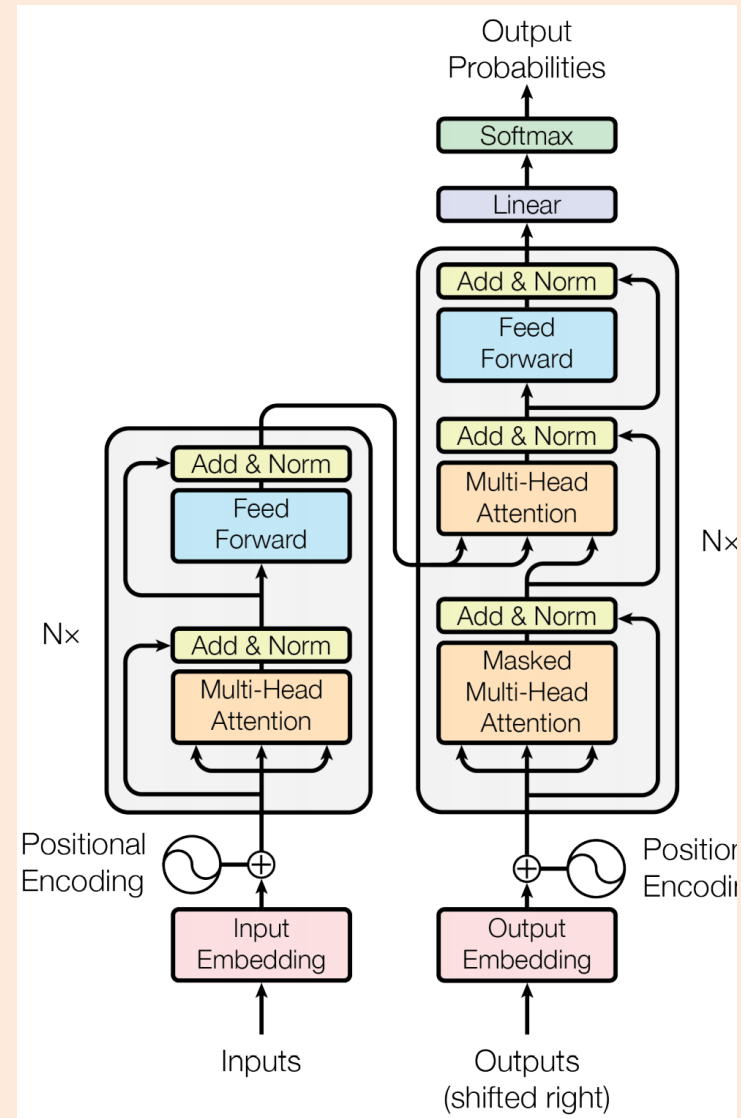 Output
Probabilities
Softmax
Linear
Add & Norm
Feed
Forward
Add & Norm
Multi-Head
Attention
Add & Norm
Masked
Multi-Head
Attention
N×
Add & Norm
Feed
Forward
Add & Norm
Multi-Head
Attention
N×
Positional
Encoding
Input
Embedding
Inputs
Output
Embedding
Outputs
(shifted right)